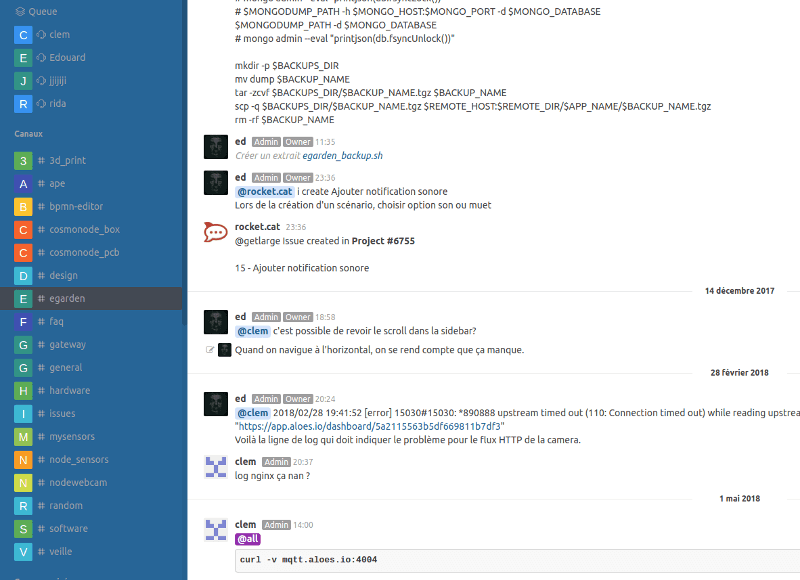 Queue
C clem
E Edouard
J jjijiji
R rida
Canaux
3 # 3d_print
A # ape
B # bpmn-editor
C # cosmonode_box
C # cosmonode_pcb
D # design
E # egarden
F # faq
G # gateway
G # general
H # hardware
I # issues
M # mysensors
N # node_sensors
N # nodewebcam
R # random
S # software
V # veille
# $MONGODUMP_PATH -h $MONGO_HOST:$MONGO_PORT -d $MONGO_DATABASE
$MONGODUMP_PATH -d $MONGO_DATABASE
# mongo admin --eval "printjson(db.fsyncUnlock())"
mkdir -p $BACKUPS_DIR
mv dump $BACKUP_NAME
tar -zcvf $BACKUPS_DIR/$BACKUP_NAME.tgz $BACKUP_NAME
scp -q $BACKUPS_DIR/$BACKUP_NAME.tgz $REMOTE_HOST:$REMOTE_DIR/$APP_NAME/$BACKUP_NAME.tgz
rm -rf $BACKUP_NAME
ed Admin Owner 11:35
Créer un extrait egarden_backup.sh
ed Admin Owner 23:36
@rocket.cat i create Ajouter notification sonore
Lors de la création d'un scénario, choisir option son ou muet
rocket.cat 23:36
@getlarge Issue created in Project #6755
15 - Ajouter notification sonore
14 décembre 2017
ed Admin Owner 18:58
@clem c'est possible de revoir le scroll dans la sidebar?
Quand on navigue à l'horizontal, on se rend compte que ça manque.
28 février 2018
ed Admin Owner 20:24
@clem 2018/02/28 19:41:52 [error] 15030#15030: *890888 upstream timed out (110: Connection timed out) while reading upstrea
"https://app.aloes.io/dashboard/5a2115563b5df669811b7df3"
Voilà la ligne de log qui doit indiquer le problème pour le flux HTTP de la camera.
clem Admin 20:37
log nginx ça nan ?
1 mai 2018
clem Admin 14:00
@all
curl -v mqtt.aloes.io:4004